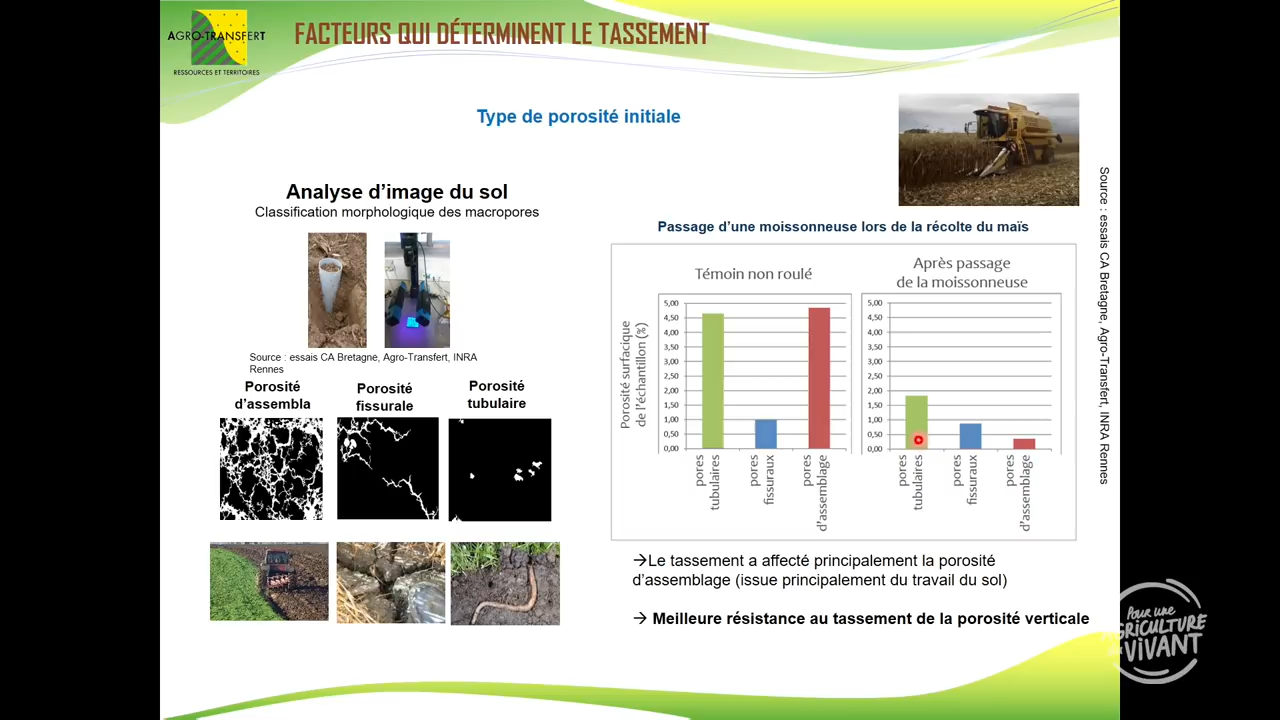 AGRO-TRANSFERT
RESSOURCES ET TERRITOIRES
FACTEURS QUI DÉTERMINENT LE TASSEMENT
Type de porosité initiale
Analyse d’image du sol
Classification morphologique des macropores
Source : essais CA Bretagne, Agro-Transfert, INRA
Rennes
Porosité
d’assembla
Porosité
fissurale
Porosité
tubulaire
Passage d’une moissonneuse lors de la récolte du maïs
Témoin non roulé
Porosité surfacique
de l’échantillon (%)
5,00
4,50
4,00
3,50
3,00
2,50
2,00
1,50
1,00
0,50
0,00
pores
tubulaires
pores
fissuraux
pores
d’assemblage
Après passage
de la moissonneuse
5,00
4,50
4,00
3,50
3,00
2,50
2,00
1,50
1,00
0,50
0,00
pores
tubulaires
pores
fissuraux
pores
d’assemblage
→Le tassement a affecté principalement la porosité
d’assemblage (issue principalement du travail du sol)
→ Meilleure résistance au tassement de la porosité verticale
Source : essais CA Bretagne, Agro-Transfert, INRA Rennes
Pour une
AGRICULTURE
du VIVANT